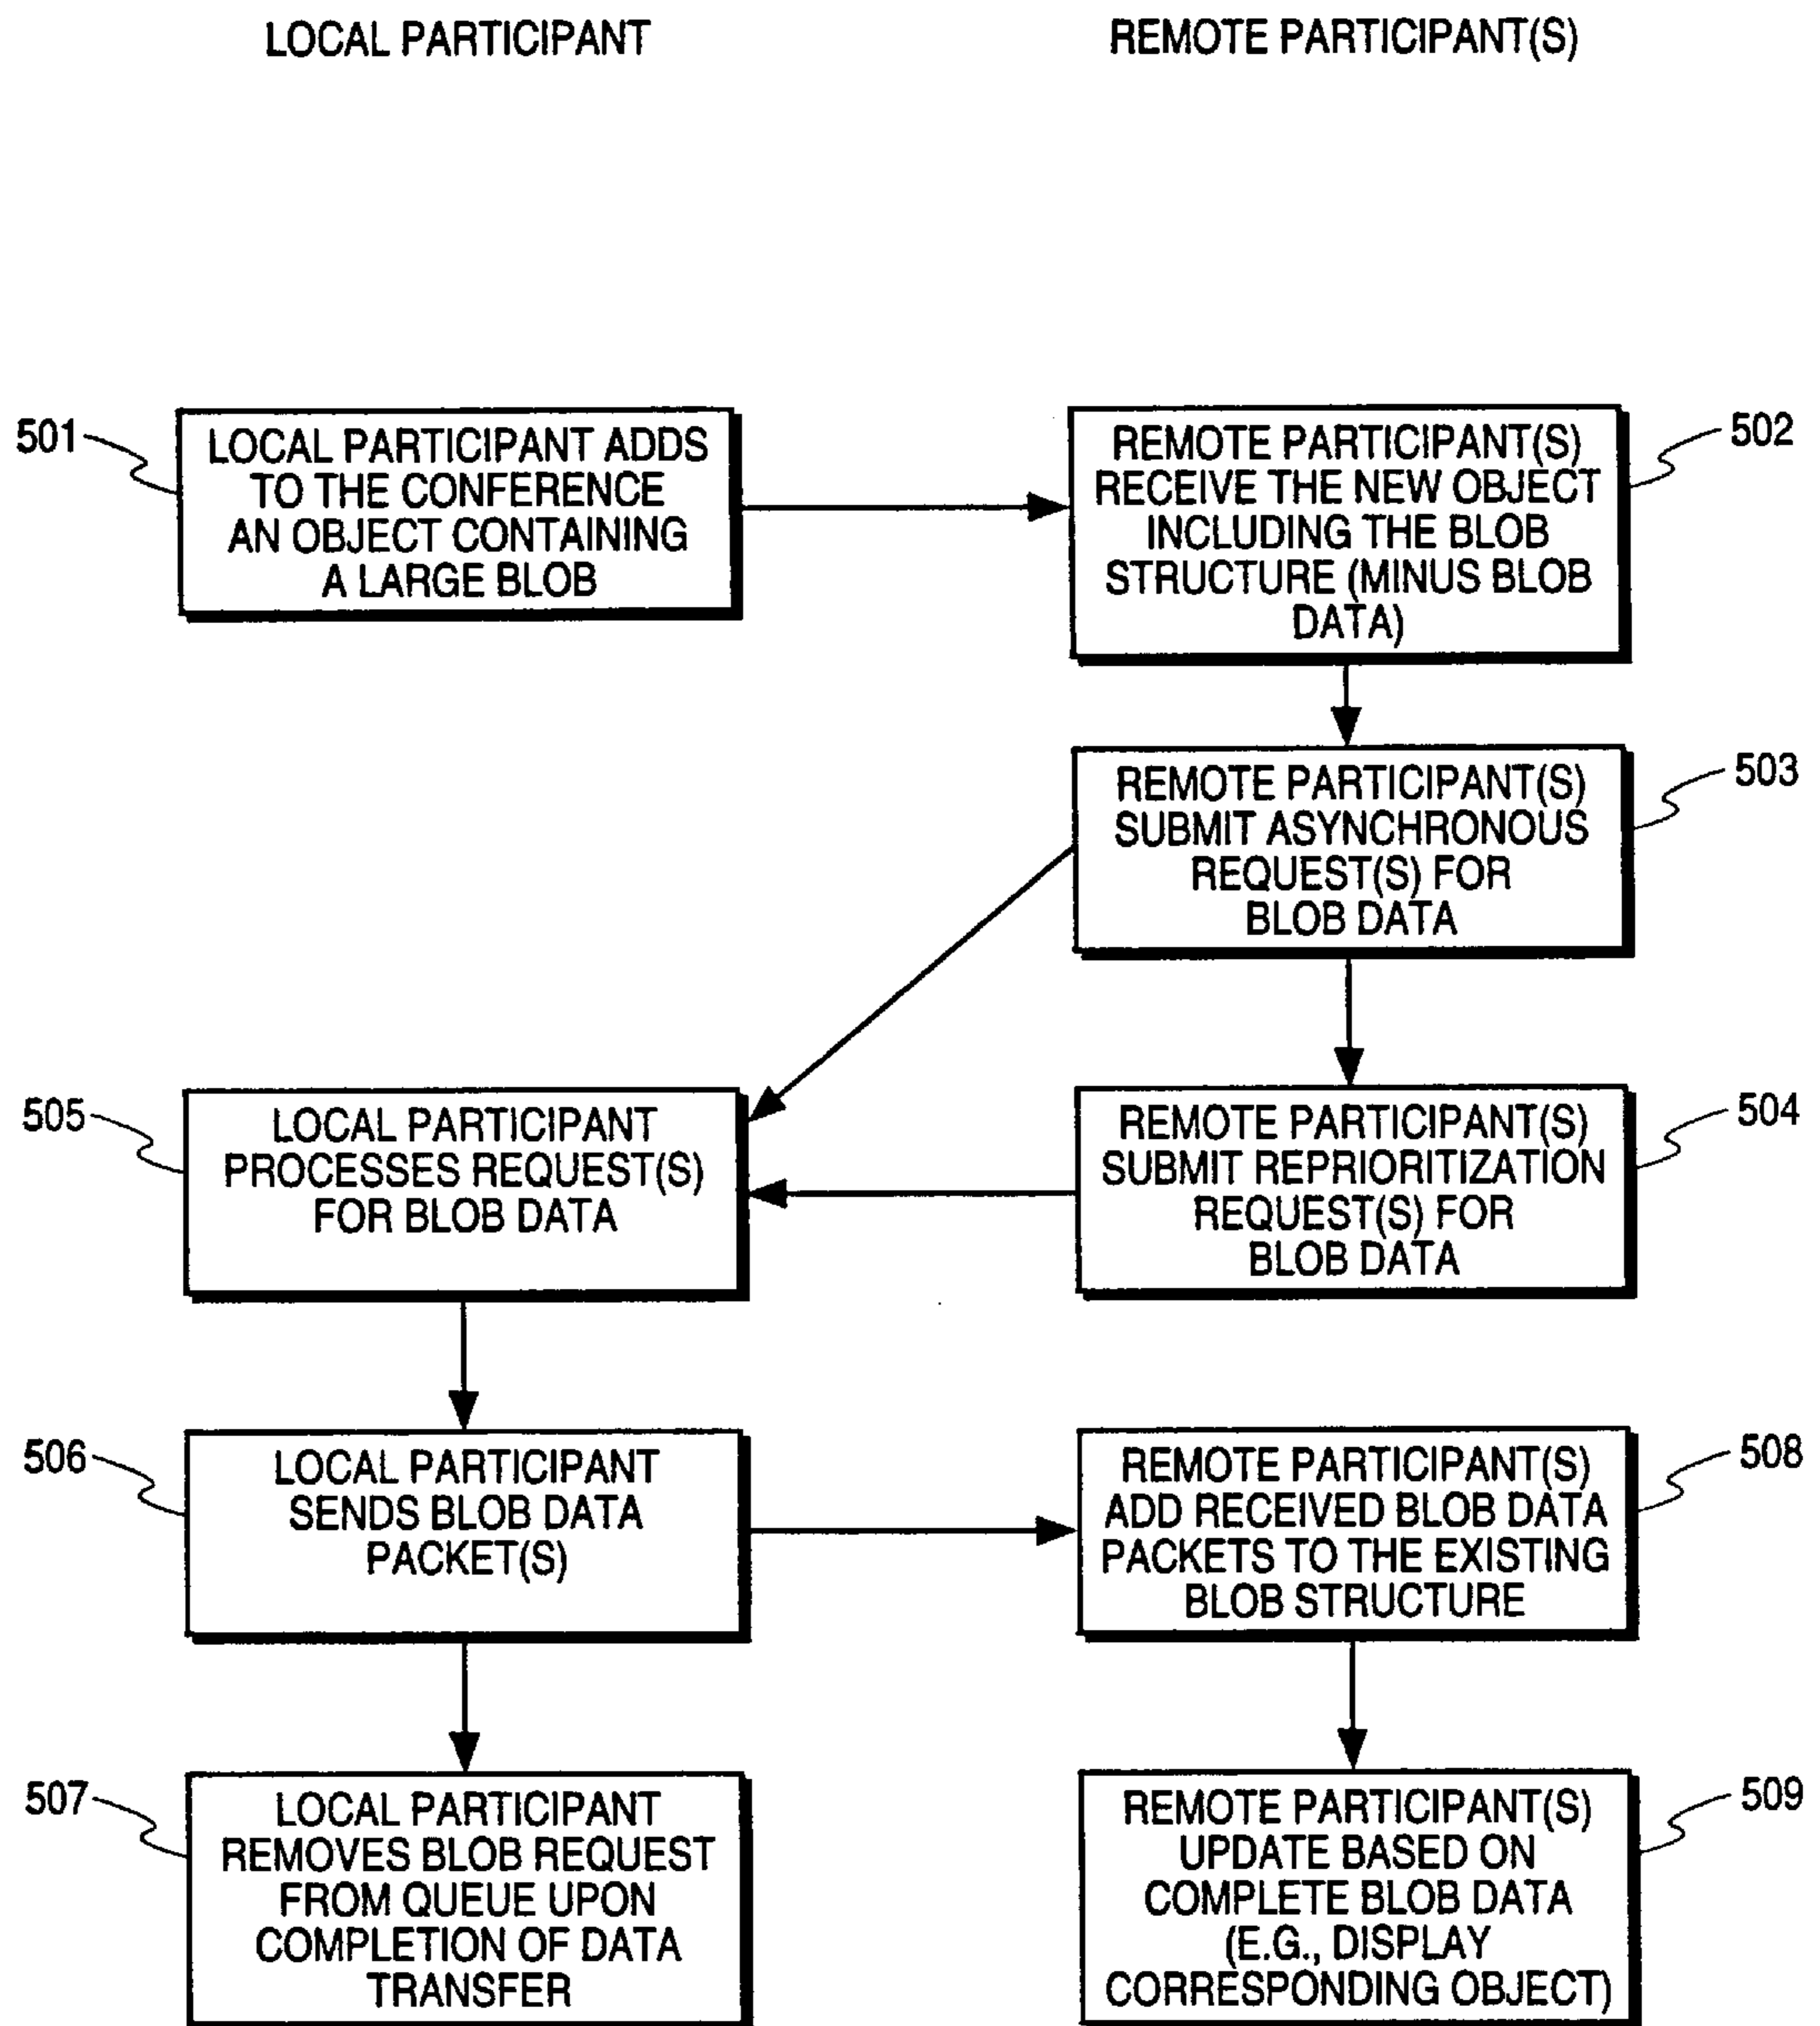 LOCAL PARTICIPANT
REMOTE PARTICIPANT(S)
501
LOCAL PARTICIPANT ADDS
TO THE CONFERENCE
AN OBJECT CONTAINING
A LARGE BLOB
REMOTE PARTICIPANT(S)
RECEIVE THE NEW OBJECT
INCLUDING THE BLOB
STRUCTURE (MINUS BLOB
DATA)
502
REMOTE PARTICIPANT(S)
SUBMIT ASYNCHRONOUS
REQUEST(S) FOR
BLOB DATA
503
505
LOCAL PARTICIPANT
PROCESSES REQUEST(S)
FOR BLOB DATA
REMOTE PARTICIPANT(S)
SUBMIT REPRIORITIZATION
REQUEST(S) FOR
BLOB DATA
504
506
LOCAL PARTICIPANT
SENDS BLOB DATA
PACKET(S)
REMOTE PARTICIPANT(S)
ADD RECEIVED BLOB DATA
PACKETS TO THE EXISTING
BLOB STRUCTURE
508
507
LOCAL PARTICIPANT
REMOVES BLOB REQUEST
FROM QUEUE UPON
COMPLETION OF DATA
TRANSFER
REMOTE PARTICIPANT(S)
UPDATE BASED ON
COMPLETE BLOB DATA
(E.G., DISPLAY
CORRESPONDING OBJECT)
509